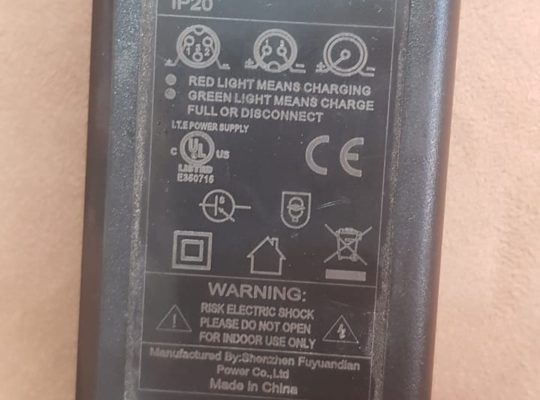 IP20
RED LIGHT MEANS CHARGING
GREEN LIGHT MEANS CHARGE
FULL OR DISCONNECT
I.T.E POWER SUPPLY
C UL US
LISTED
E350715
CE
WARNING:
RISK ELECTRIC SHOCK
PLEASE DO NOT OPEN
FOR INDOOR USE ONLY
Manufactured By:Shenzhen Fuyuandian
Power Co.,Ltd
Made in China